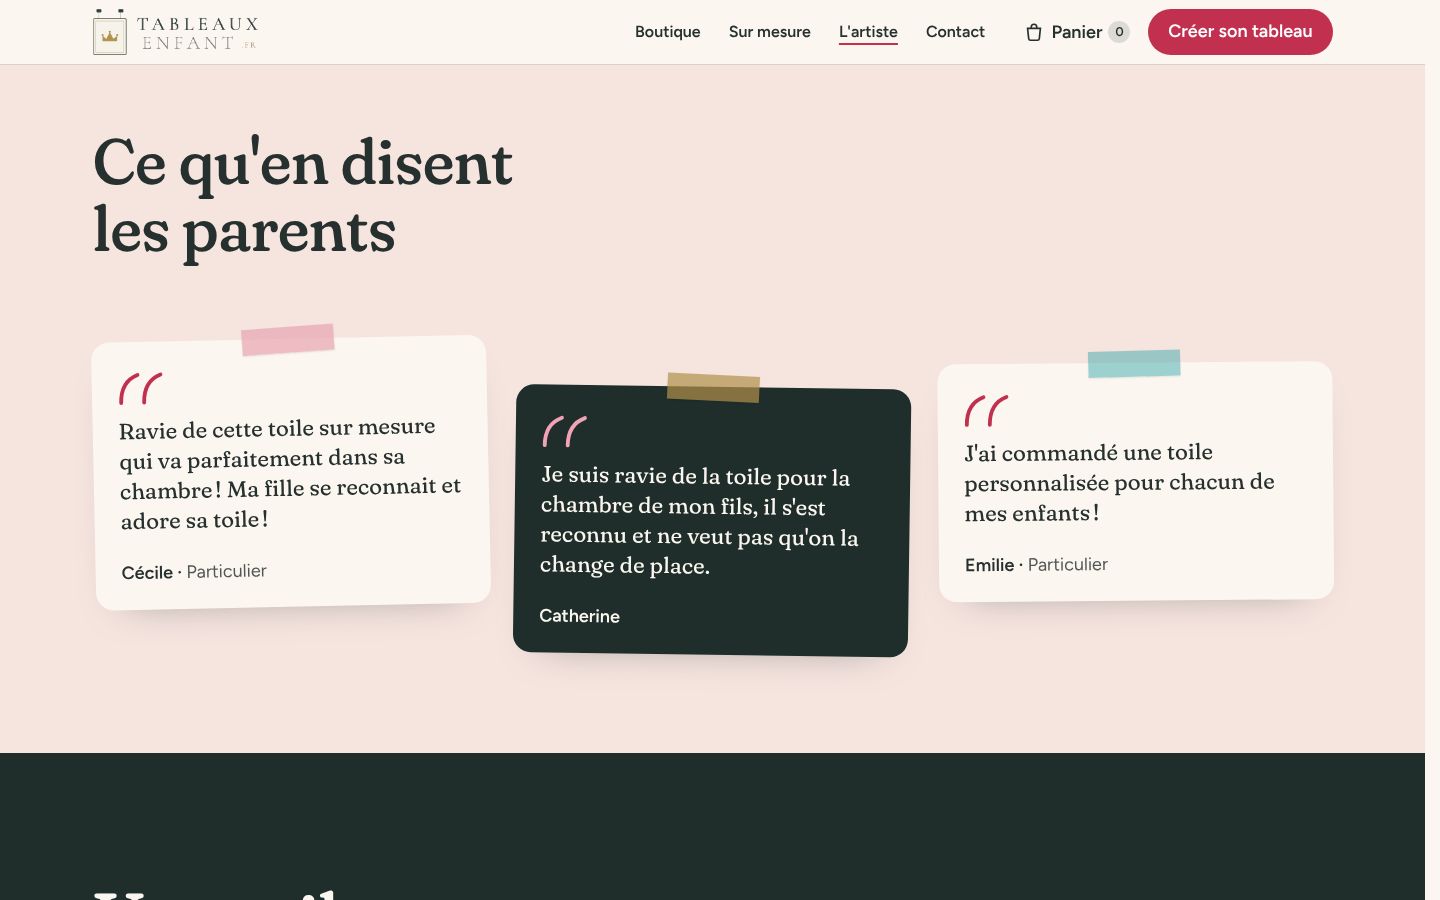 TABLEAUX
ENFANT .FR
Boutique
Sur mesure
L'artiste
Contact
Panier 0
Créer son tableau
Ce qu'en disent
les parents
Ravie de cette toile sur mesure
qui va parfaitement dans sa
chambre ! Ma fille se reconnait et
adore sa toile !
Cécile · Particulier
Je suis ravie de la toile pour la
chambre de mon fils, il s'est
reconnu et ne veut pas qu'on la
change de place.
Catherine
J'ai commandé une toile
personnalisée pour chacun de
mes enfants !
Emilie · Particulier